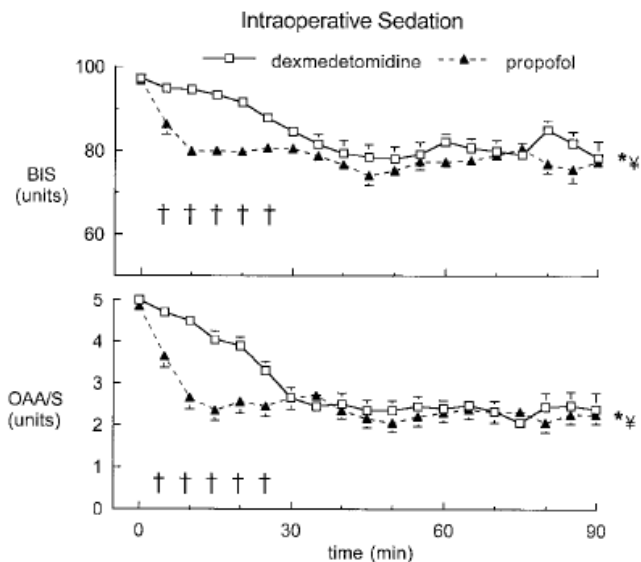 Intraoperative Sedation
dexmedetomidine propofol
100
80
60
BIS
(units)
*¥
† † † † †
5
4
3
2
1
0
OAA/S
(units)
*¥
† † † † †
0 30 60 90
time (min)